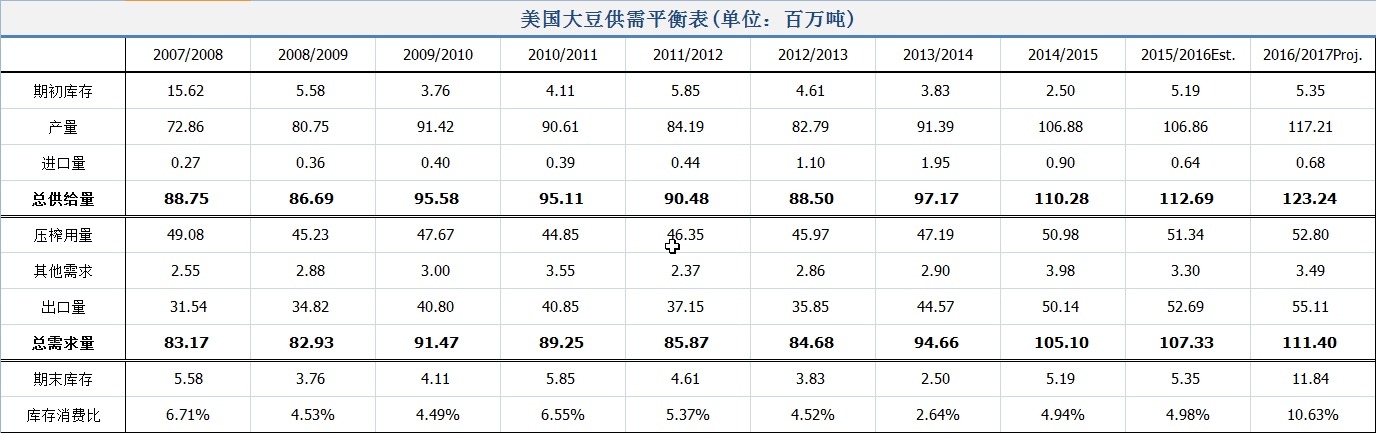 美国大豆供需平衡表(单位：百万吨)
2007/2008 2008/2009 2009/2010 2010/2011 2011/2012 2012/2013 2013/2014 2014/2015 2015/2016Est. 2016/2017Proj.
期初库存 15.62 5.58 3.76 4.11 5.85 4.61 3.83 2.50 5.19 5.35
产量 72.86 80.75 91.42 90.61 84.19 82.79 91.39 106.88 106.86 117.21
进口量 0.27 0.36 0.40 0.39 0.44 1.10 1.95 0.90 0.64 0.68
总供给量 88.75 86.69 95.58 95.11 90.48 88.50 97.17 110.28 112.69 123.24
压榨用量 49.08 45.23 47.67 44.85 46.35 45.97 47.19 50.98 51.34 52.80
其他需求 2.55 2.88 3.00 3.55 2.37 2.86 2.90 3.98 3.30 3.49
出口量 31.54 34.82 40.80 40.85 37.15 35.85 44.57 50.14 52.69 55.11
总需求量 83.17 82.93 91.47 89.25 85.87 84.68 94.66 105.10 107.33 111.40
期末库存 5.58 3.76 4.11 5.85 4.61 3.83 2.50 5.19 5.35 11.84
库存消费比 6.71% 4.53% 4.49% 6.55% 5.37% 4.52% 2.64% 4.94% 4.98% 10.63%